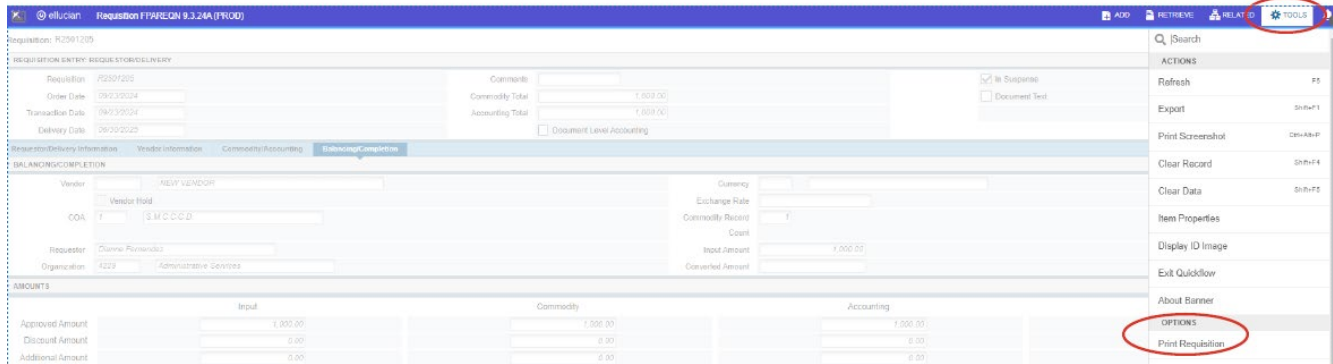 ellucian Requsition FPAREQN 9.3.24A (PROD) ADD RETRIEVE RELATED TOOLS
Requisition: R2501205
Search
REQUISITION ENTRY: REQUESTOR/DELIVERY
ACTIONS
Requisition R2501205 Comments In Suspense
Refresh F5
Order Date 09/23/2024 Commodity Total 1,000.00 Document Text
Transaction Date 09/23/2024 Accounting Total 1,000.00
Export Shift+F1
Delivery Date 06/30/2025 Document Level Accounting
Print Screenshot Ctrl+Alt+P
Requestor/Delivery Information Vendor Information Commodity/Accounting Balancing/Completion
BALANCING/COMPLETION
Clear Record Shift+F4
Vendor NEW VENDOR Currency
Clear Data Shift+F5
Vendor Hold Exchange Rate
COA 1 S.M.C.C.C.D. Commodity Record Count 1
Item Properties
Requester Dianne Fernandez Input Amount 1,000.00
Display ID Image
Organization 4223 Administrative Services Converted Amount
Exit Quickflow
AMOUNTS
About Banner
Input Commodity Accounting
OPTIONS
Approved Amount 1,000.00 1,000.00 1,000.00
Discount Amount 0.00 0.00 0.00
Print Requisition
Additional Amount 0.00 0.00 0.00